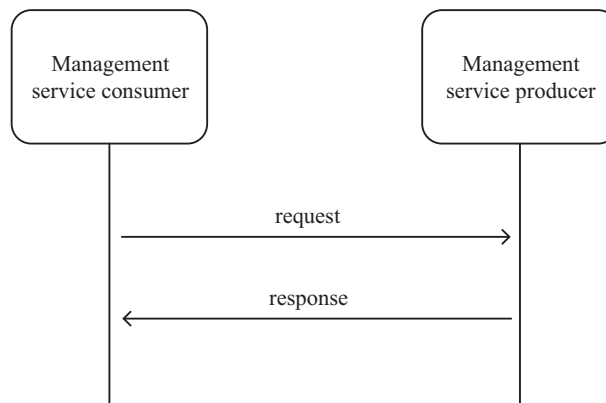 Management
service consumer
Management
service producer
request
response